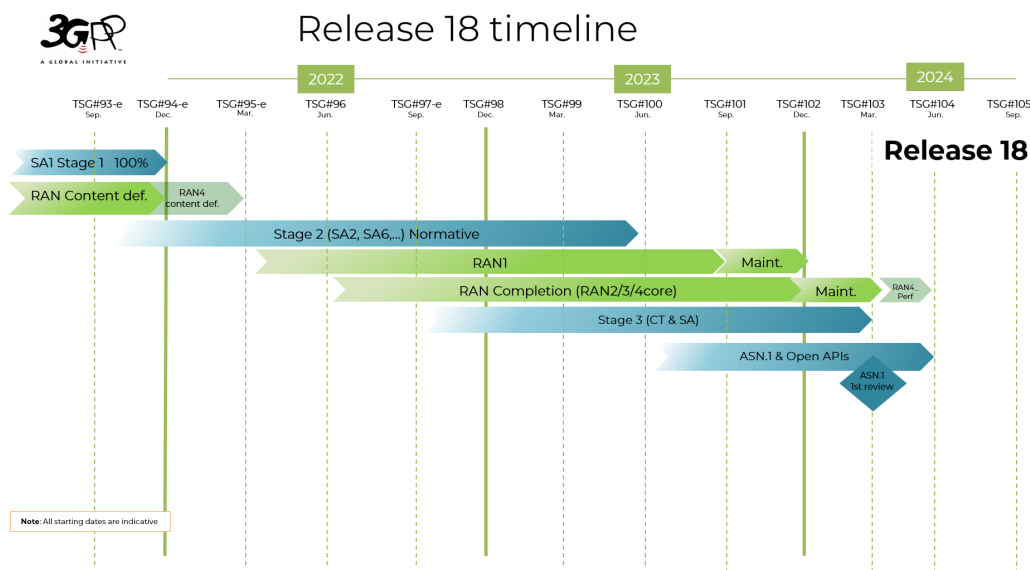 3GPP
A GLOBAL INITIATIVE
Release 18 timeline
2022
2023
2024
TSG#93-e
Sep.
TSG#94-e
Dec.
TSG#95-e
Mar.
TSG#96
Jun.
TSG#97-e
Sep.
TSG#98
Dec.
TSG#99
Mar.
TSG#100
Jun.
TSG#101
Sep.
TSG#102
Dec.
TSG#103
Mar.
TSG#104
Jun.
TSG#105
Sep.
Release 18
SA1 Stage 1 100%
RAN Content def.
RAN4
content def.
Stage 2 (SA2, SA6,...) Normative
RAN1
Maint.
RAN Completion (RAN2/3/4core)
Maint.
RAN4_
Perf
Stage 3 (CT & SA)
ASN.1 & Open APIs
ASN.1
1st review
Note: All starting dates are indicative